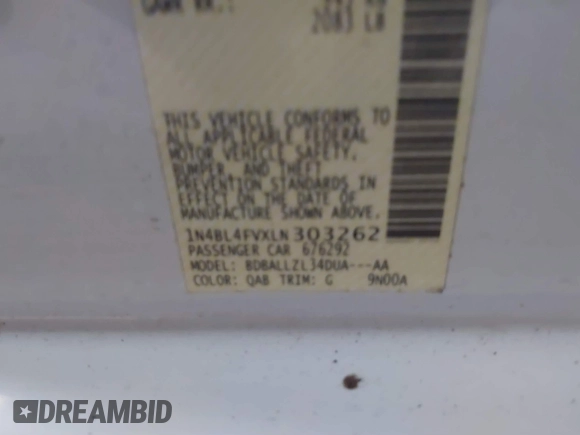 2083 LB
THIS VEHICLE CONFORMS TO
ALL APPLICABLE FEDERAL
MOTOR VEHICLE SAFETY,
BUMPER, AND THEFT
PREVENTION STANDARDS IN
EFFECT ON THE DATE OF
MANUFACTURE SHOWN ABOVE.
1N4BL4FVXLN303262
PASSENGER CAR 676292
MODEL: BDBALLZL34DUA---AA
COLOR: QAB TRIM: G 9N00A
DREAMBID